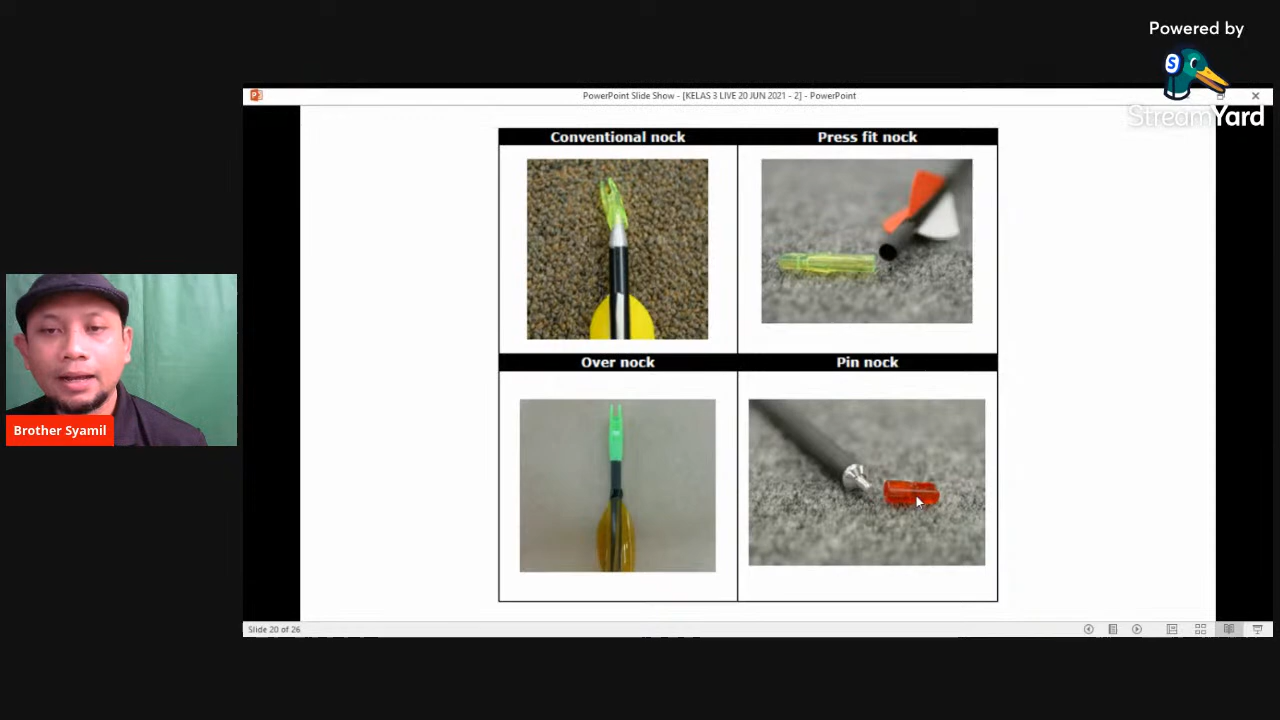 Powered by
S
StreamYard
PowerPoint Slide Show - [KELAS 3 LIVE 20 JUN 2021 - 2] - PowerPoint
Conventional nock
Press fit nock
Over nock
Pin nock
Brother Syamil
Slide 20 of 26